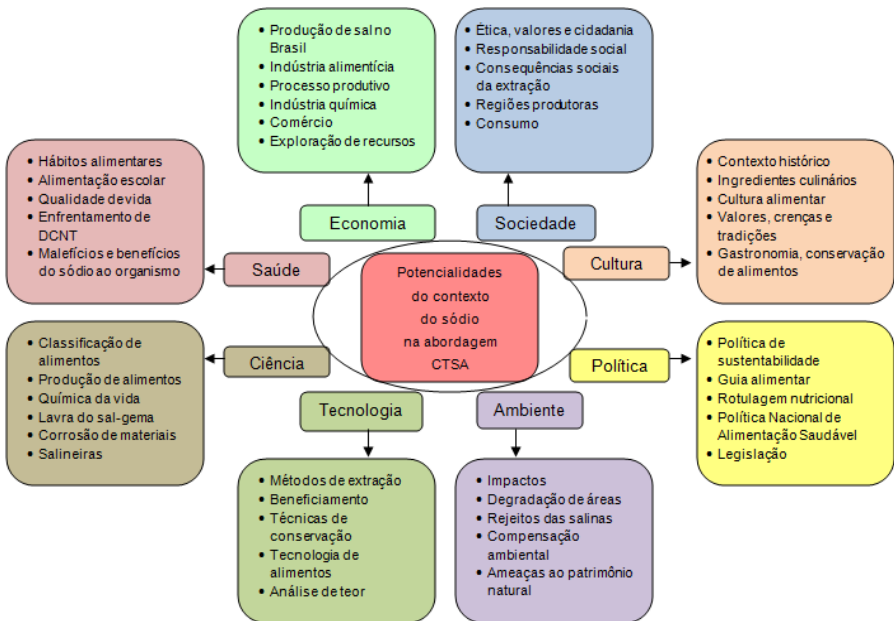 • Produção de sal no
Brasil
• Indústria alimentícia
• Processo produtivo
• Indústria química
• Comércio
• Exploração de recursos
• Ética, valores e cidadania
• Responsabilidade social
• Consequências sociais
da extração
• Regiões produtoras
• Consumo
• Hábitos alimentares
• Alimentação escolar
• Qualidade de vida
• Enfrentamento de
DCNT
• Malefícios e benefícios
do sódio ao organismo
• Contexto histórico
• Ingredientes culinários
• Cultura alimentar
• Valores, crenças e
tradições
• Gastronomia, conservação
de alimentos
Economia
Sociedade
Saúde
Cultura
Potencialidades
do contexto
do sódio
na abordagem
CTSA
Ciência
Política
Tecnologia
Ambiente
• Classificação de
alimentos
• Produção de alimentos
• Química da vida
• Lavra do sal-gema
• Corrosão de materiais
• Salineiras
• Política de
sustentabilidade
• Guia alimentar
• Rotulagem nutricional
• Política Nacional de
Alimentação Saudável
• Legislação
• Métodos de extração
• Beneficiamento
• Técnicas de
conservação
• Tecnologia de
alimentos
• Análise de teor
• Impactos
• Degradação de áreas
• Rejeitos das salinas
• Compensação
ambiental
• Ameaças ao patrimônio
natural